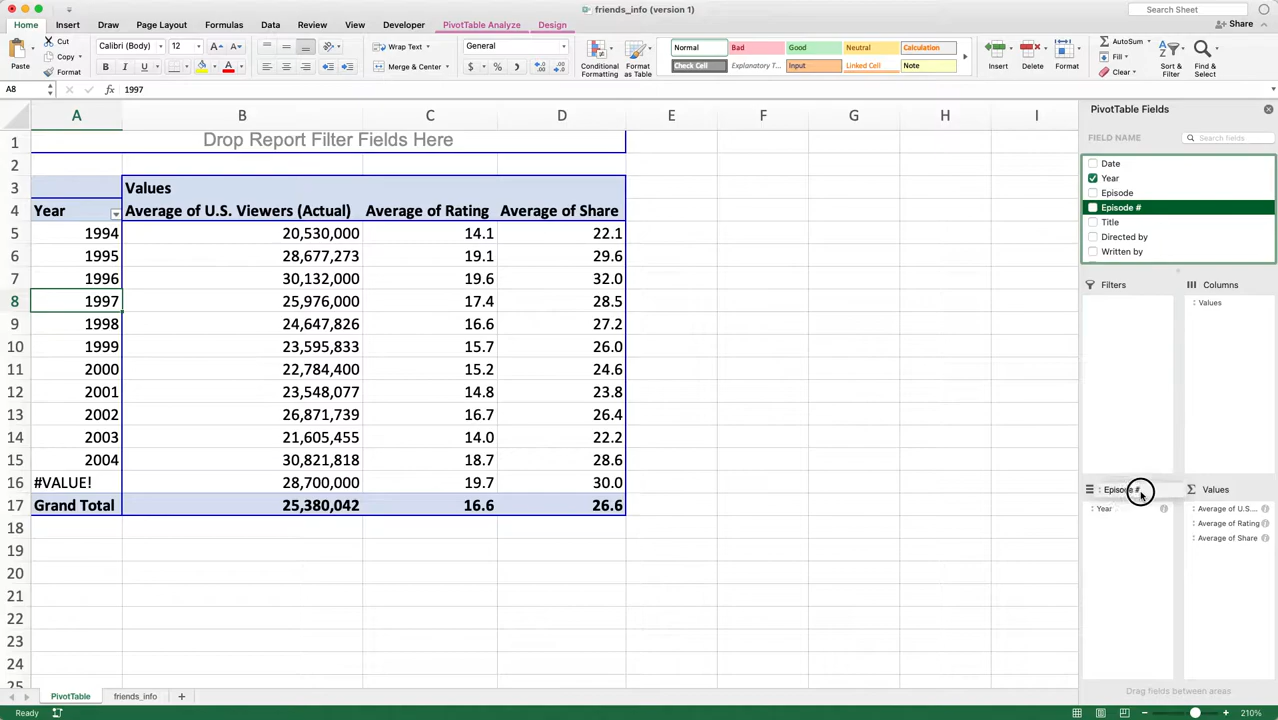 friends_info (version 1)
Search Sheet
Home Insert Draw Page Layout Formulas Data Review View Developer PivotTable Analyze Design
Share
Paste
Cut
Copy
Format
Calibri (Body) 12
B I U
Wrap Text
Merge & Center
General
$ % )
Conditional Formatting
Format as Table
Normal Bad Good Neutral Calculation
Check Cell Explanatory T... Input Linked Cell Note
Insert Delete Format
AutoSum
Fill
Clear
Sort & Filter
Find & Select
A8 fx 1997
A B C D E F G H I
1 Drop Report Filter Fields Here
2
3 Values
4 Year Average of U.S. Viewers (Actual) Average of Rating Average of Share
5 1994 20,530,000 14.1 22.1
6 1995 28,677,273 19.1 29.6
7 1996 30,132,000 19.6 32.0
8 1997 25,976,000 17.4 28.5
9 1998 24,647,826 16.6 27.2
10 1999 23,595,833 15.7 26.0
11 2000 22,784,400 15.2 24.6
12 2001 23,548,077 14.8 23.8
13 2002 26,871,739 16.7 26.4
14 2003 21,605,455 14.0 22.2
15 2004 30,821,818 18.7 28.6
16 #VALUE! 28,700,000 19.7 30.0
17 Grand Total 25,380,042 16.6 26.6
18
19
20
21
22
23
24
25
PivotTable Fields
FIELD NAME Search fields
Date
Year
Episode
Episode #
Title
Directed by
Written by
Filters Columns
Values
Episode # Values
Year Average of U.S....
Average of Rating
Average of Share
Drag fields between areas
PivotTable friends_info
Ready 210%